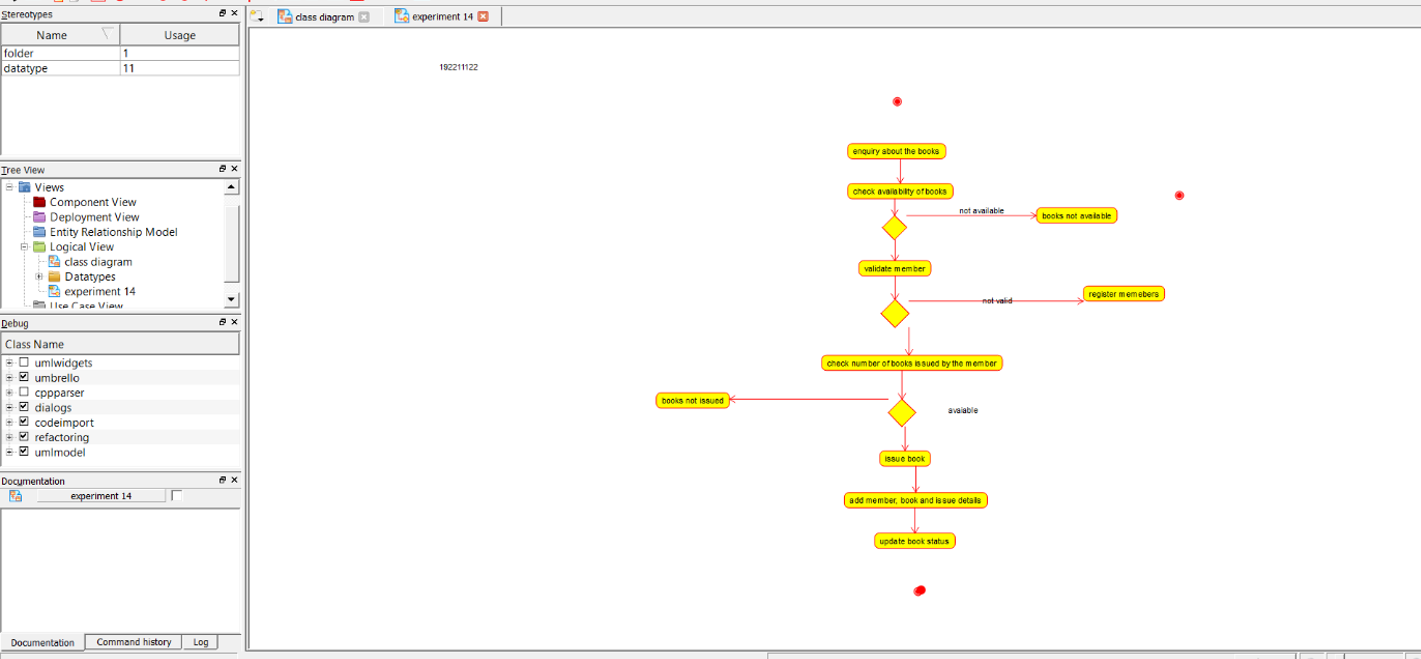 Stereotypes
Name Usage
folder 1
datatype 11
Tree View
Views
Component View
Deployment View
Entity Relationship Model
Logical View
class diagram
Datatypes
experiment 14
Use Case View
Debug
Class Name
umlwidgets
umbrello
cppparser
dialogs
codeimport
refactoring
umlmodel
Documentation
experiment 14
Documentation Command history Log
class diagram experiment 14
192211122
enquiry about the books
check availability of books
not available
books not available
validate member
not valid
register memebers
check number of books issued by the member
books not issued
avaiable
issue book
add member, book and issue details
update book status